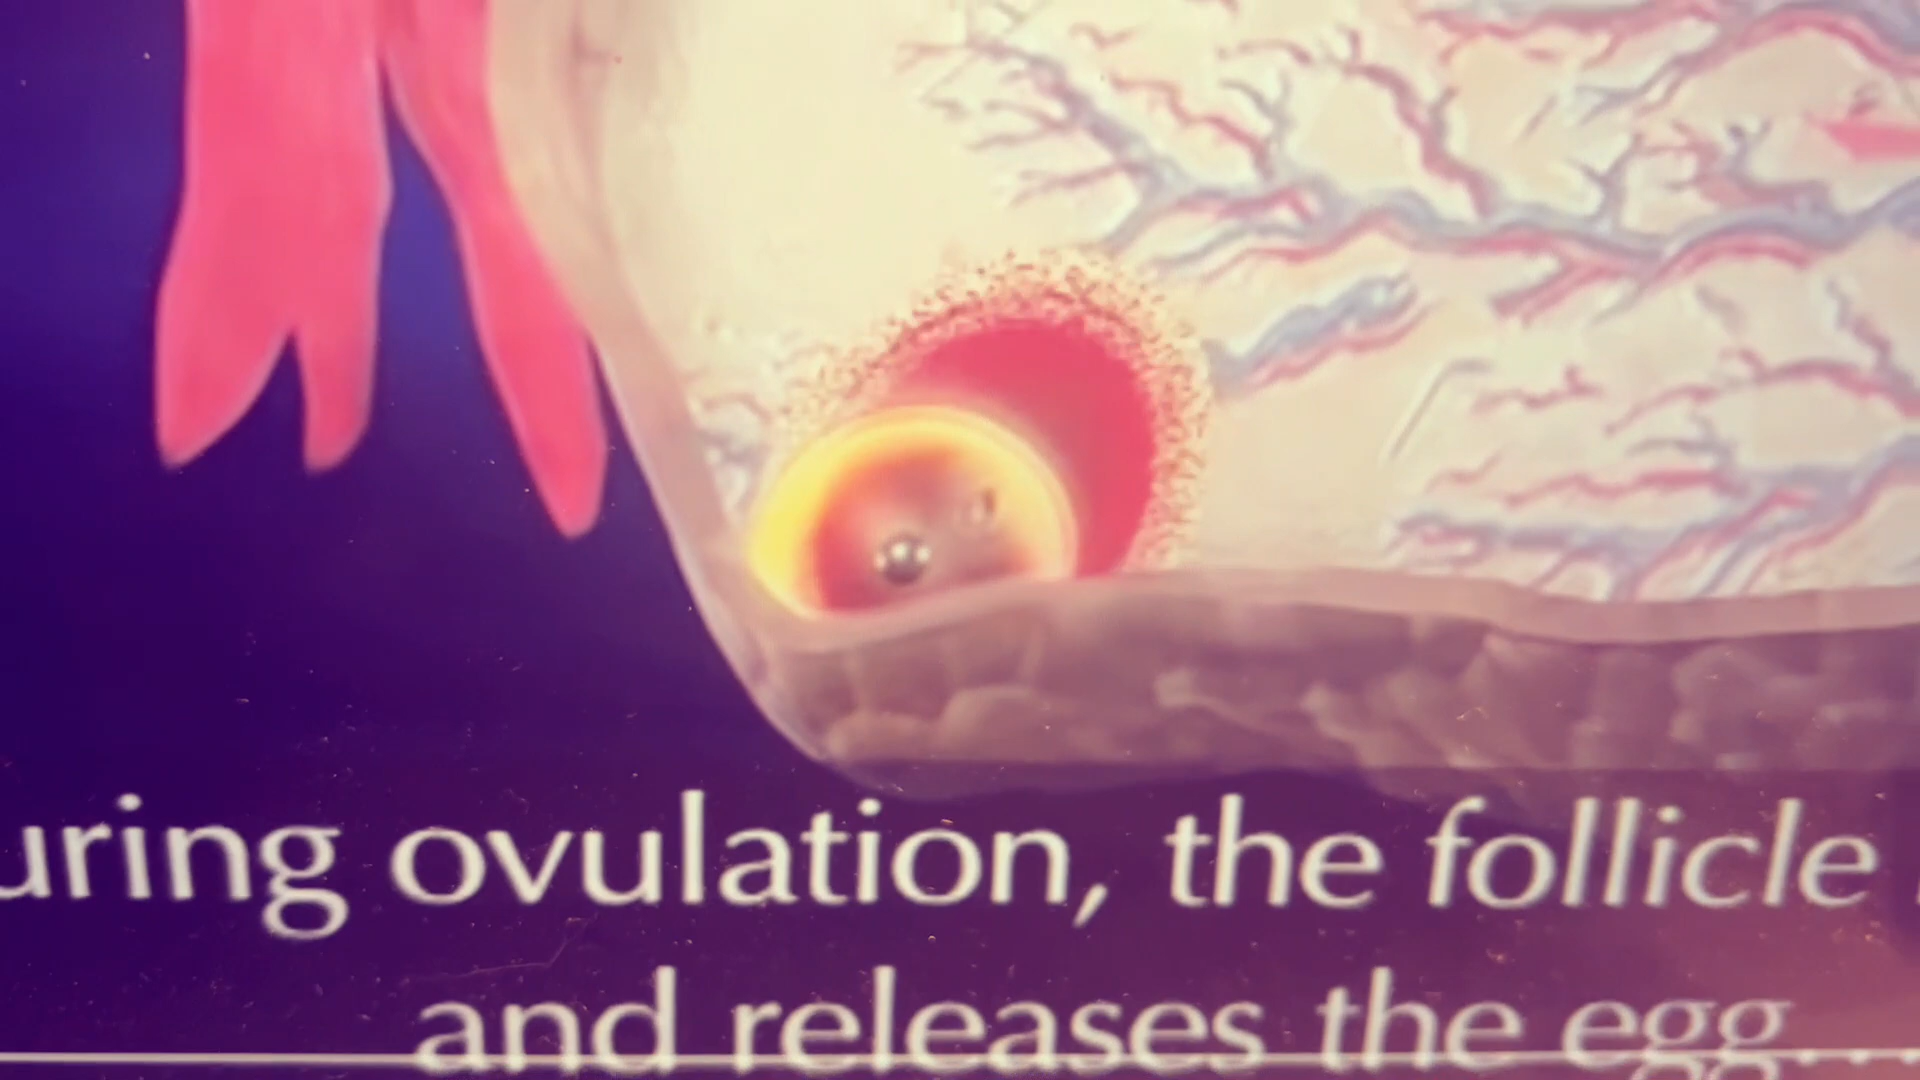 uring ovulation, the follicle
and releases the egg...